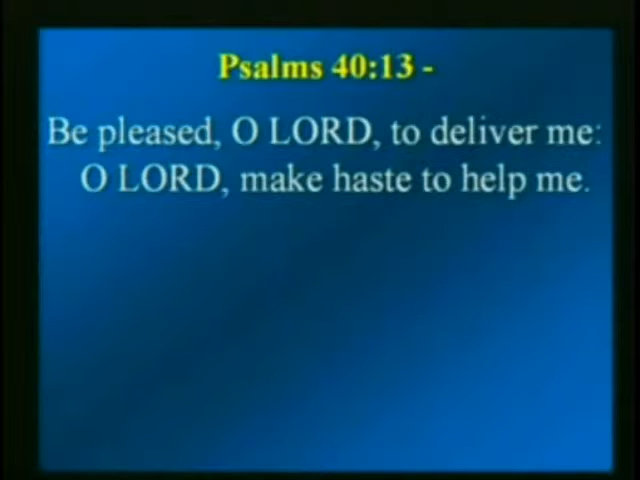 Psalms 40:13 -
Be pleased, O LORD, to deliver me:
O LORD, make haste to help me.